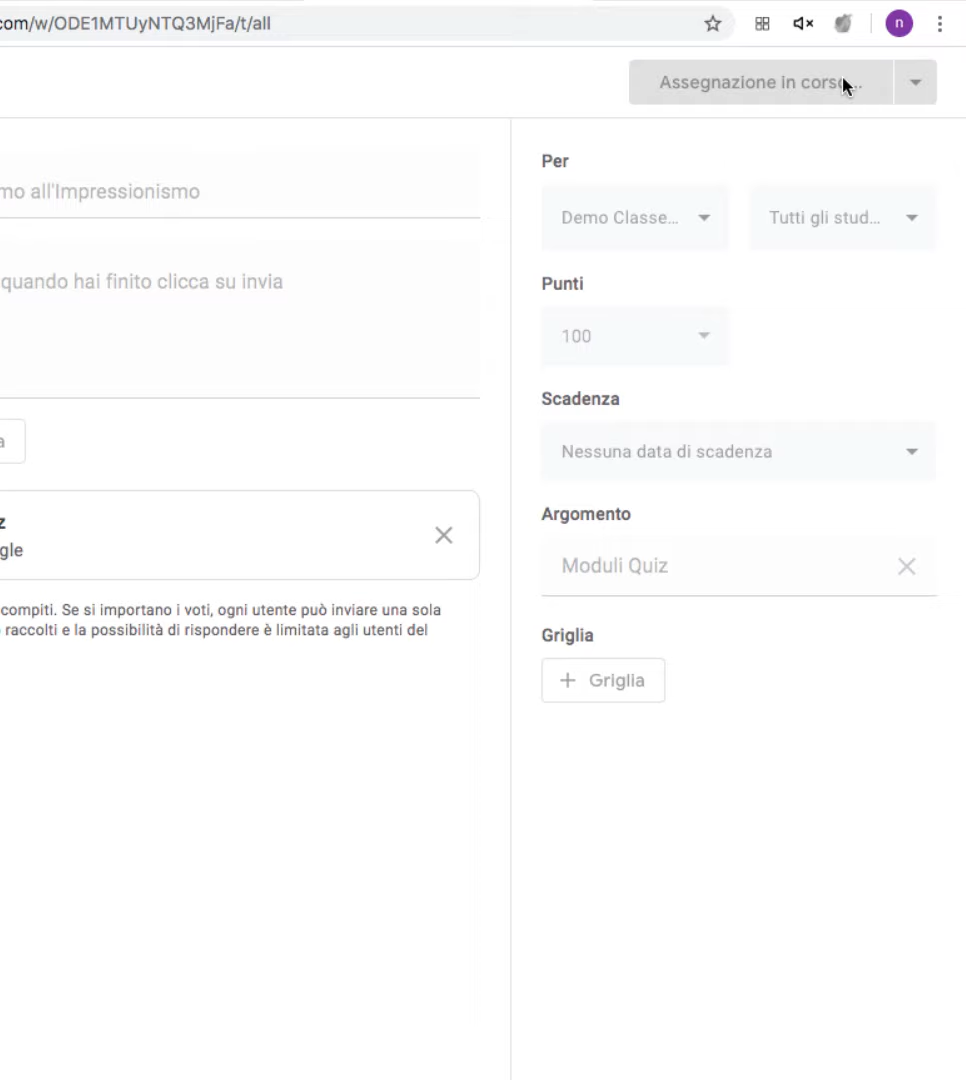 com/w/ODE1MTUyNTQ3MjFa/t/all
n
Assegnazione in corso...
mo all'Impressionismo
quando hai finito clicca su invia
a
z
gle
compiti. Se si importano i voti, ogni utente può inviare una sola
raccolti e la possibilità di rispondere è limitata agli utenti del
Per
Demo Classe... Tutti gli stud...
Punti
100
Scadenza
Nessuna data di scadenza
Argomento
Moduli Quiz
Griglia
+ Griglia